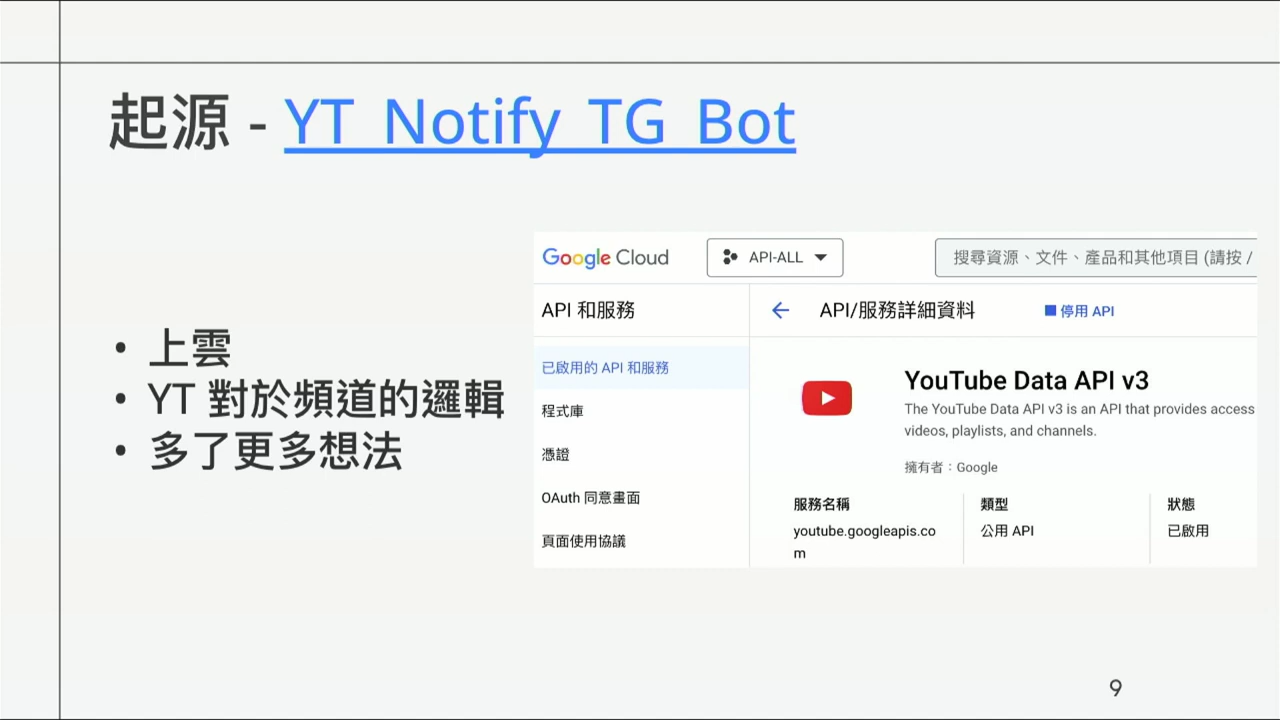 起源 - YT_Notify_TG_Bot
• 上雲
• YT 對於頻道的邏輯
• 多了更多想法
Google Cloud
API-ALL
搜尋資源、文件、產品和其他項目 (請按 /
API 和服務
API/服務詳細資料
停用 API
已啟用的 API 和服務
程式庫
憑證
OAuth 同意畫面
頁面使用協議
YouTube Data API v3
The YouTube Data API v3 is an API that provides access
videos, playlists, and channels.
擁有者：Google
服務名稱
youtube.googleapis.co
m
類型
公用 API
狀態
已啟用
9